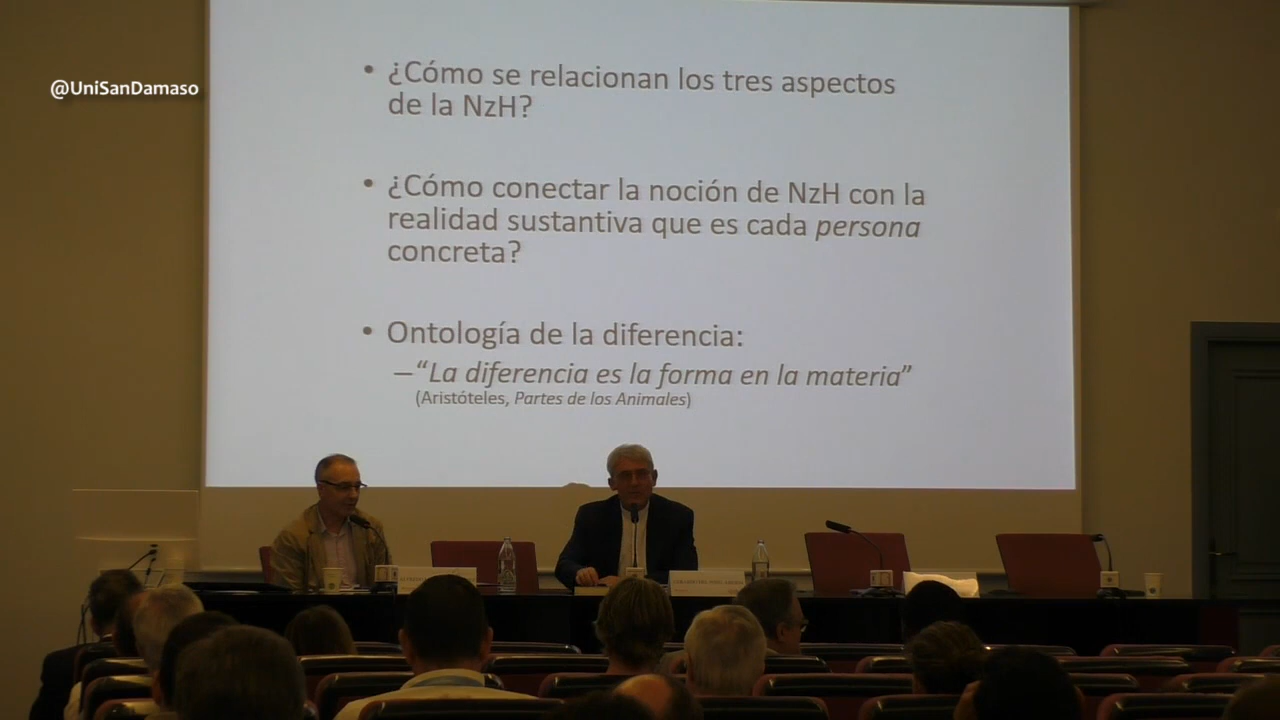 @UniSanDamaso
• ¿Cómo se relacionan los tres aspectos
de la NzH?
• ¿Cómo conectar la noción de NzH con la
realidad sustantiva que es cada persona
concreta?
• Ontología de la diferencia:
–“La diferencia es la forma en la materia”
(Aristóteles, Partes de los Animales)